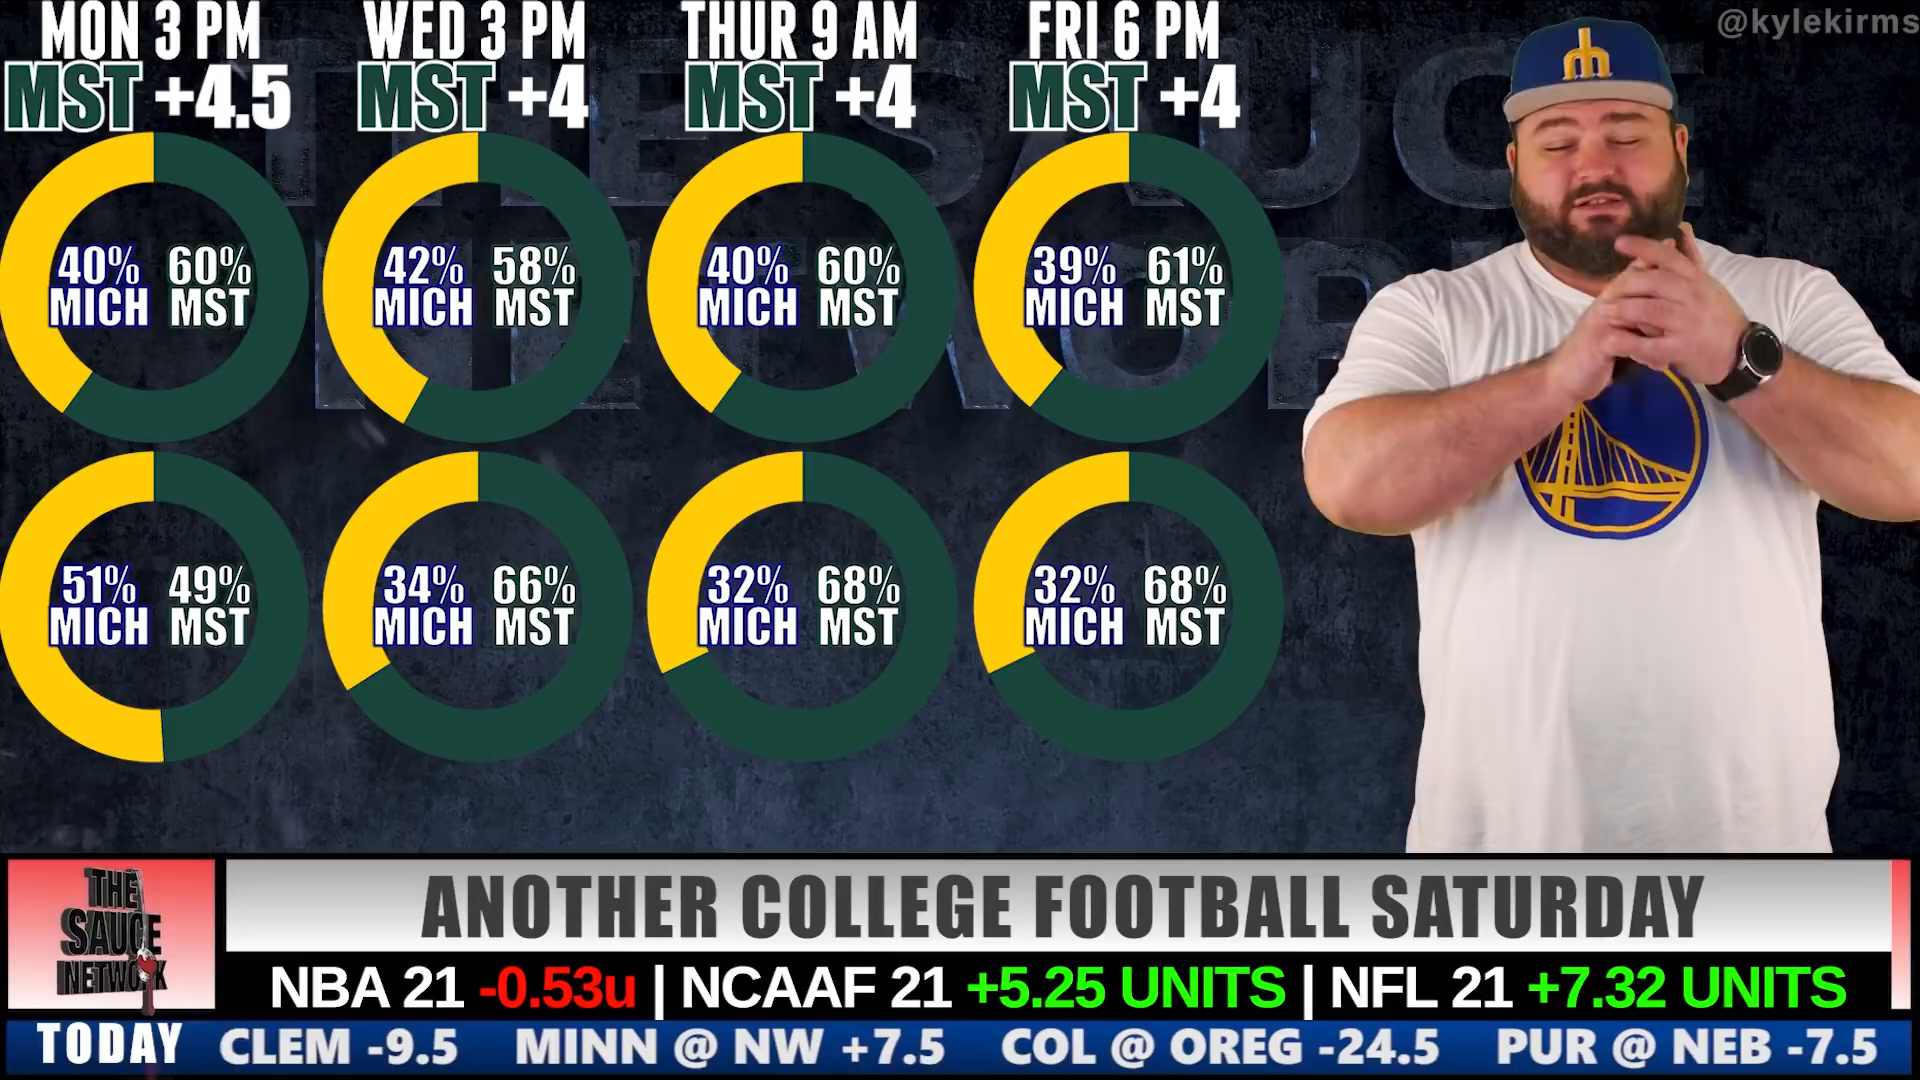 MON 3 PM
MST +4.5
WED 3 PM
MST +4
THUR 9 AM
MST +4
FRI 6 PM
MST +4
@kylekirms
40% 60%
MICH MST
42% 58%
MICH MST
40% 60%
MICH MST
39% 61%
MICH MST
51% 49%
MICH MST
34% 66%
MICH MST
32% 68%
MICH MST
32% 68%
MICH MST
THE
SAUCE
NETWORK
ANOTHER COLLEGE FOOTBALL SATURDAY
NBA 21 -0.53u | NCAAF 21 +5.25 UNITS | NFL 21 +7.32 UNITS
TODAY CLEM -9.5 MINN @ NW +7.5 COL @ OREG -24.5 PUR @ NEB -7.5